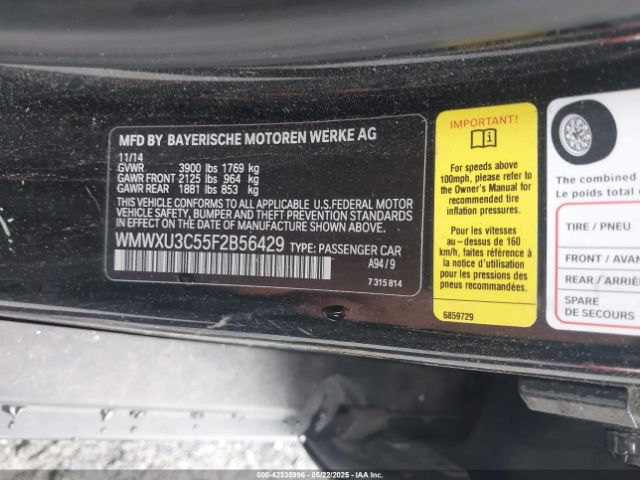 MFD BY BAYERISCHE MOTOREN WERKE AG
11/14
GVWR 3900 lbs 1769 kg
GAWR FRONT 2125 lbs 964 kg
GAWR REAR 1881 lbs 853 kg
THIS VEHICLE CONFORMS TO ALL APPLICABLE U.S.FEDERAL MOTOR
VEHICLE SAFETY, BUMPER AND THEFT PREVENTION STANDARDS
IN EFFECT ON THE DATE OF MANUFACTURE SHOWN ABOVE.
WMWXU3C55F2B56429 TYPE: PASSENGER CAR
A94/9
7 315 814
IMPORTANT
For speeds above
100mph, please refer to
the Owner's Manual for
recommended tire
inflation pressures.
Pour les vitesses
au-dessus de 160
km/h, faites référence
au manuel d'utilisation
pour les pressions des
pneus recommandées.
6859729
The combined
Le poids total
TIRE / PNEU
FRONT / AVAN
REAR / ARRIÈR
SPARE
DE SECOURS
000-42335996 - 05/22/2025 - IAAI.COM